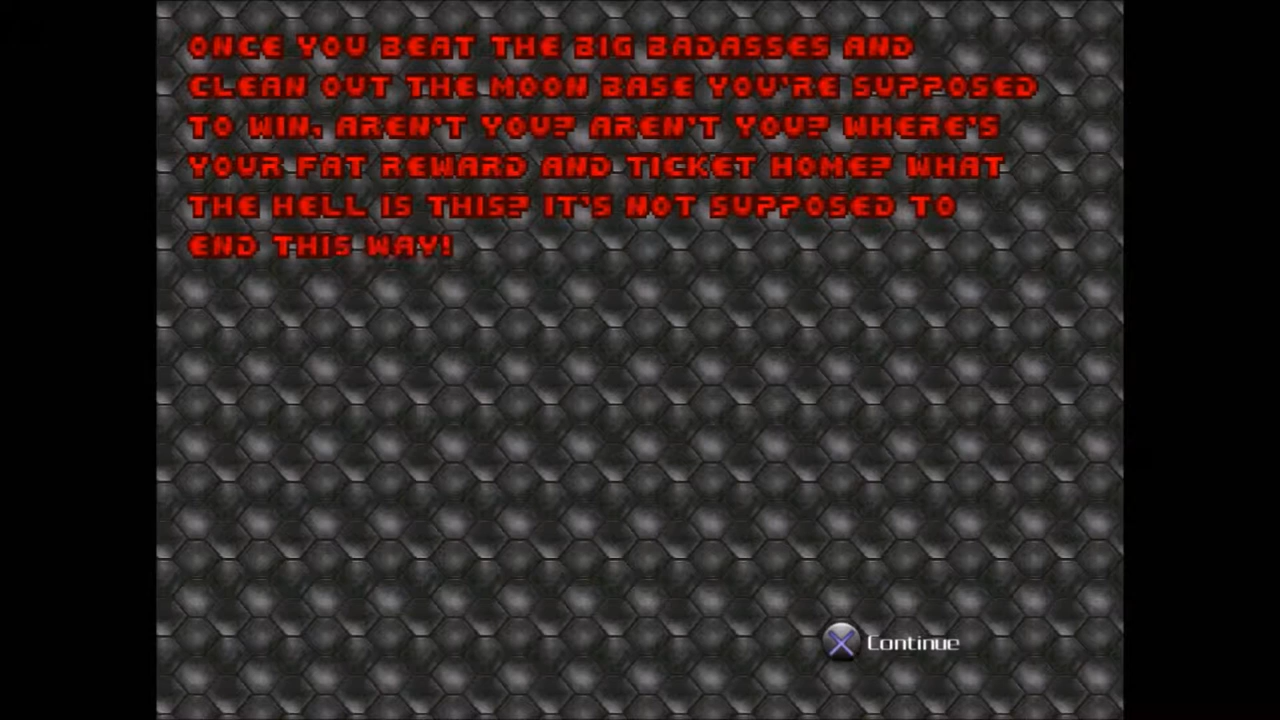 ONCE YOU BEAT THE BIG BADASSES AND
CLEAN OUT THE MOON BASE YOU'RE SUPPOSED
TO WIN, AREN'T YOU? AREN'T YOU? WHERE'S
YOUR FAT REWARD AND TICKET HOME? WHAT
THE HELL IS THIS? IT'S NOT SUPPOSED TO
END THIS WAY!
Continue